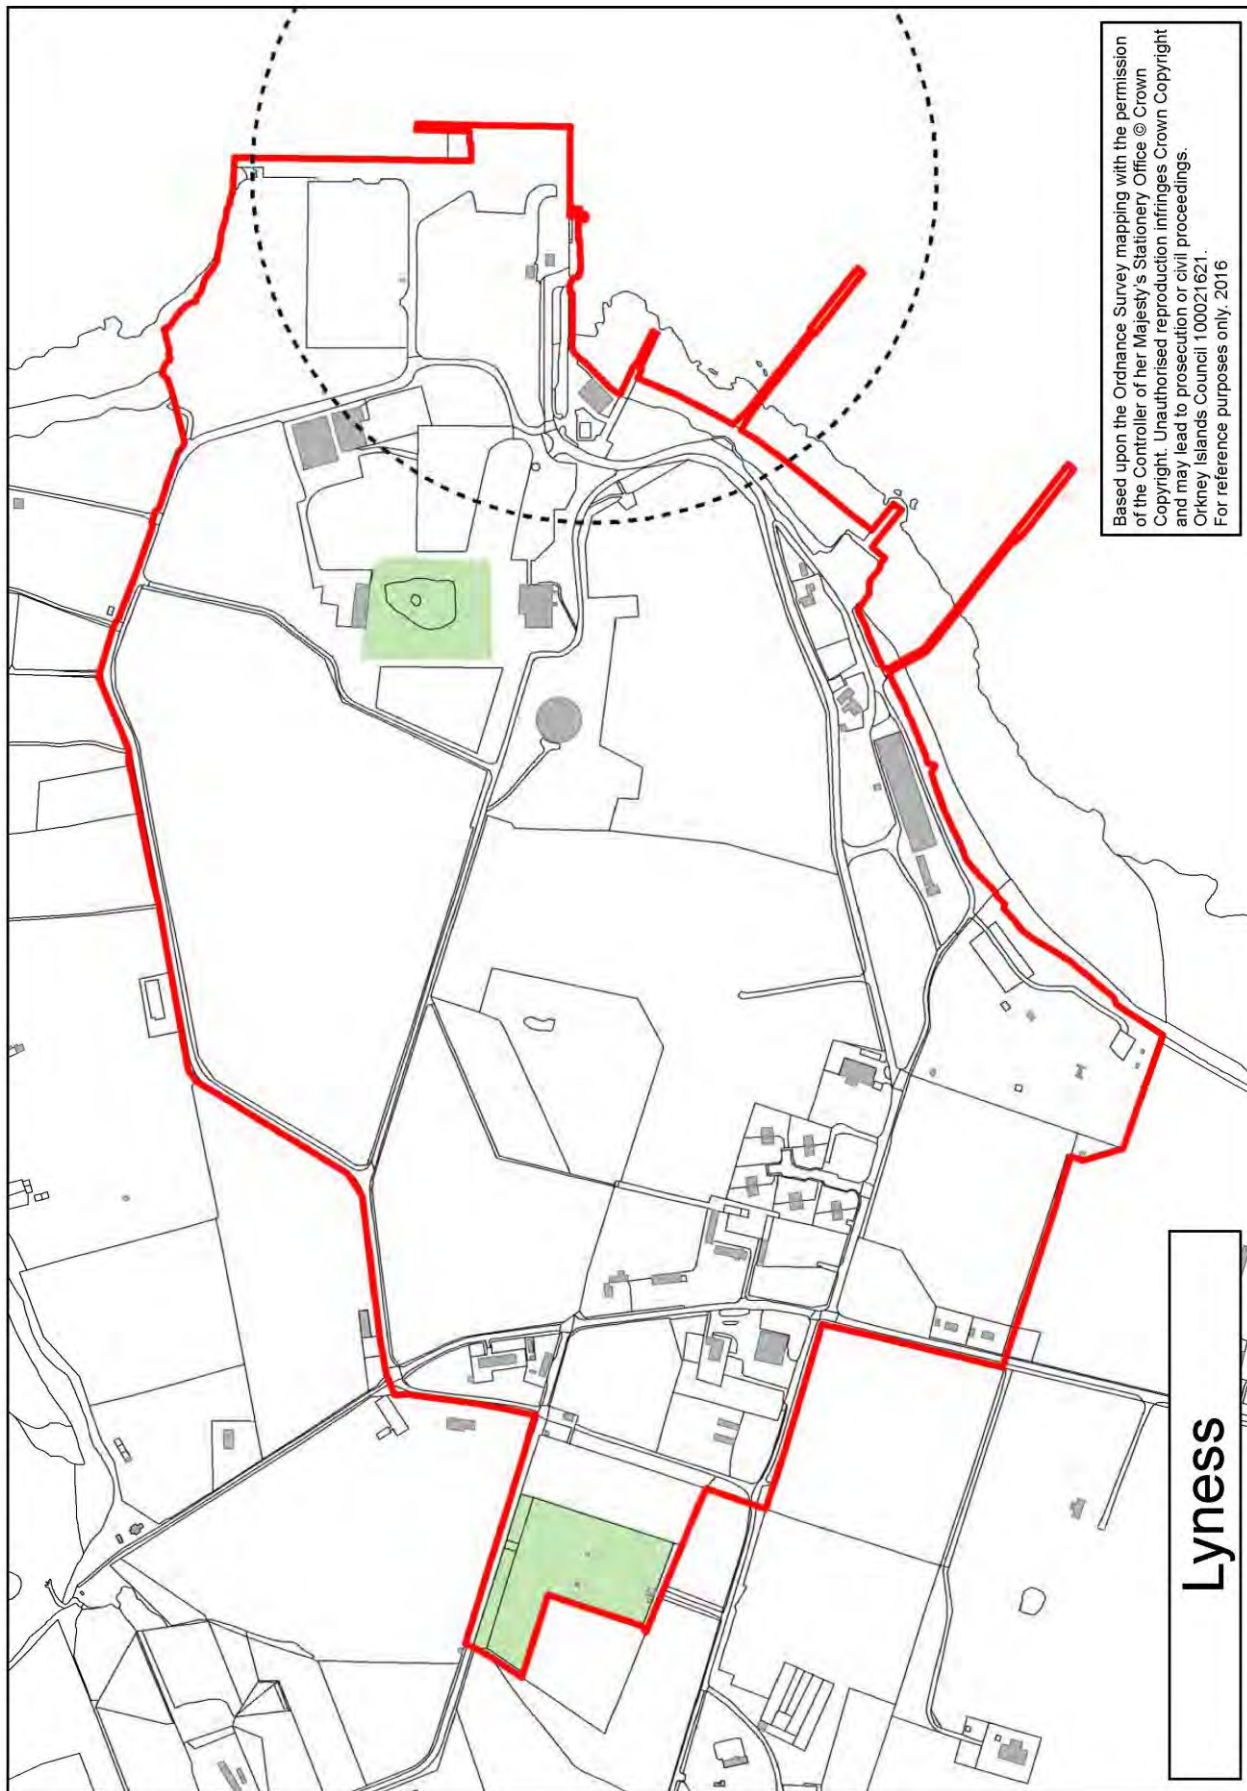 Lyness
Based upon the Ordnance Survey mapping with the permission
of the Controller of her Majesty's Stationery Office © Crown
Copyright. Unauthorised reproduction infringes Crown Copyright
and may lead to prosecution or civil proceedings.
Orkney Islands Council 100021621.
For reference purposes only. 2016